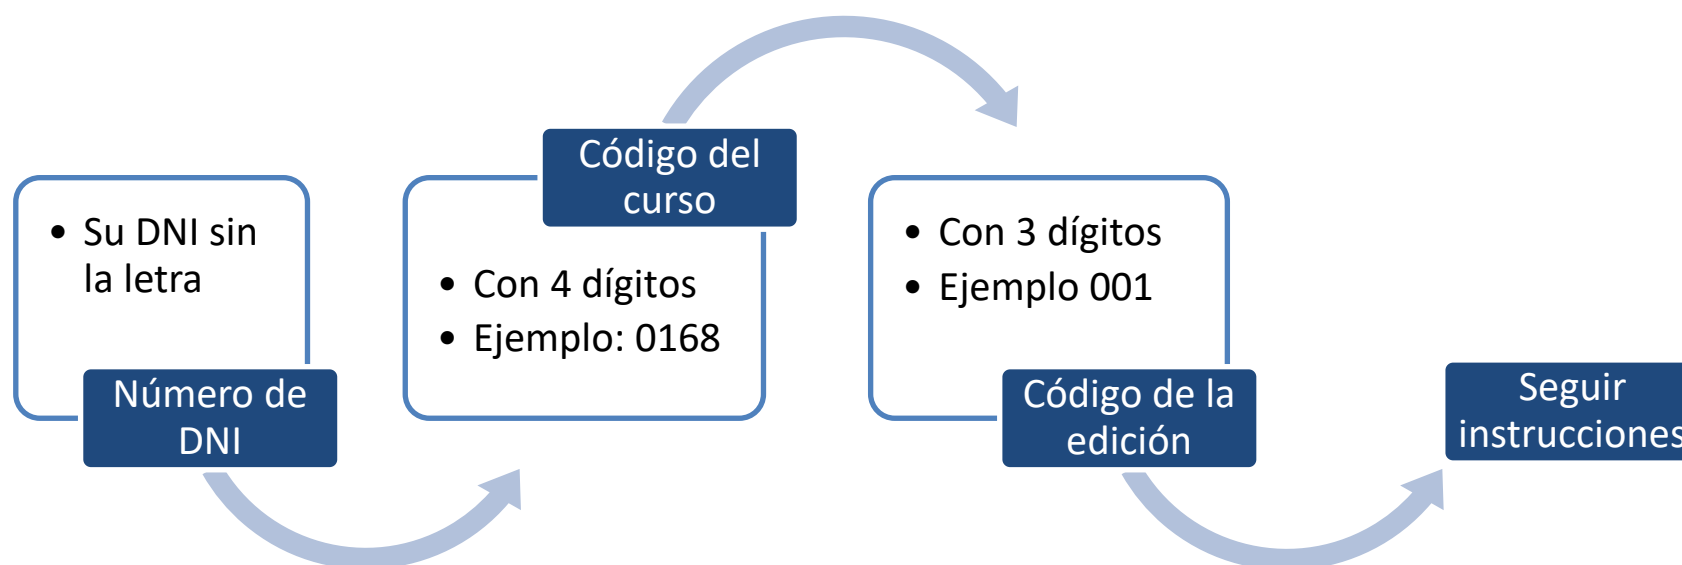 • Su DNI sin
la letra
Número de
DNI
Código del
curso
• Con 4 dígitos
• Ejemplo: 0168
• Con 3 dígitos
• Ejemplo 001
Código de la
edición
Seguir
instrucciones